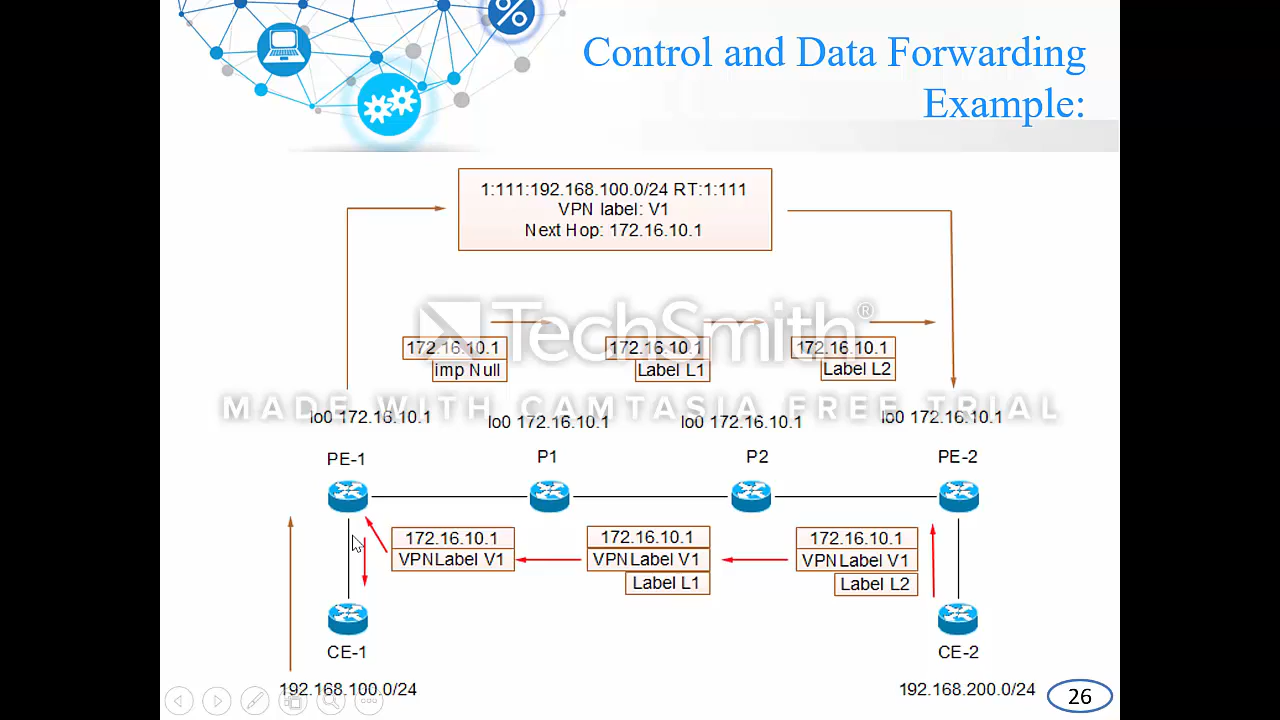 Control and Data Forwarding
Example:
%
1:111:192.168.100.0/24 RT:1:111
VPN label: V1
Next Hop: 172.16.10.1
TechSmith®
172.16.10.1
imp Null
172.16.10.1
Label L1
172.16.10.1
Label L2
MADE WITH CAMTASIA FREE TRIAL
lo0 172.16.10.1
lo0 172.16.10.1
lo0 172.16.10.1
lo0 172.16.10.1
PE-1
P1
P2
PE-2
172.16.10.1
VPNLabel V1
172.16.10.1
VPNLabel V1
Label L1
172.16.10.1
VPNLabel V1
Label L2
CE-1
CE-2
192.168.100.0/24
192.168.200.0/24
26